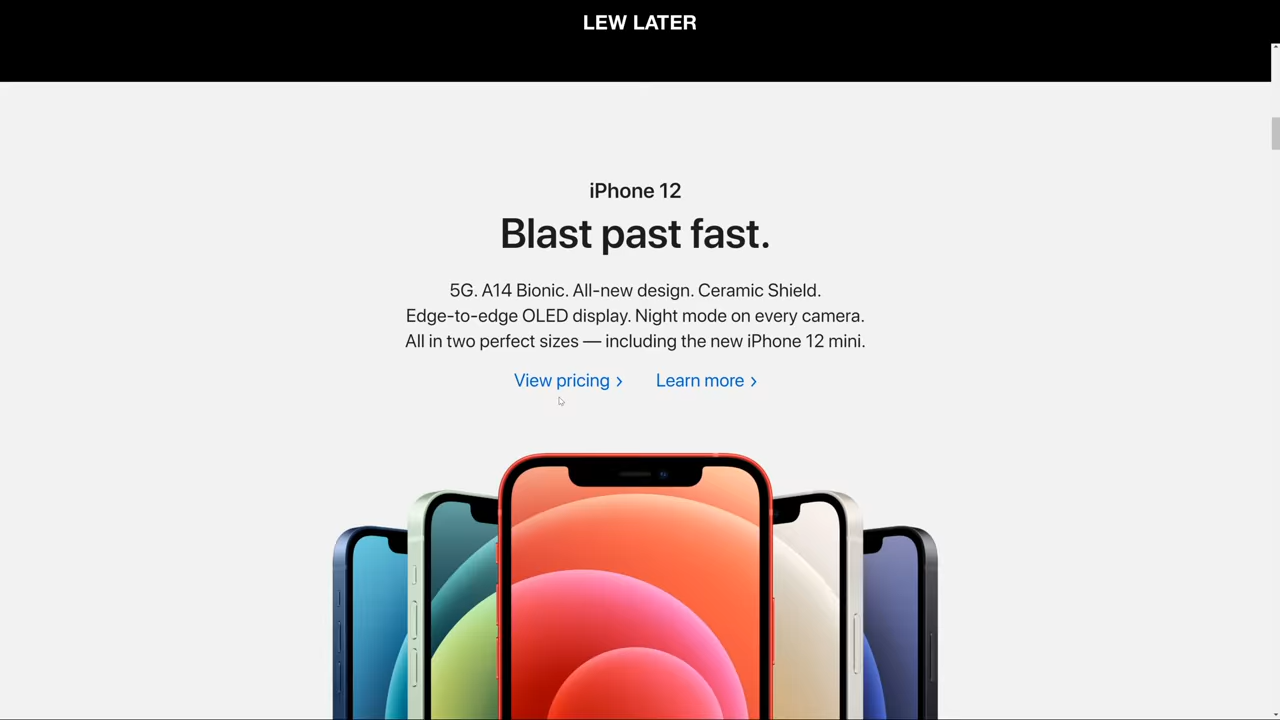 LEW LATER
iPhone 12
Blast past fast.
5G. A14 Bionic. All-new design. Ceramic Shield.
Edge-to-edge OLED display. Night mode on every camera.
All in two perfect sizes — including the new iPhone 12 mini.
View pricing › Learn more ›